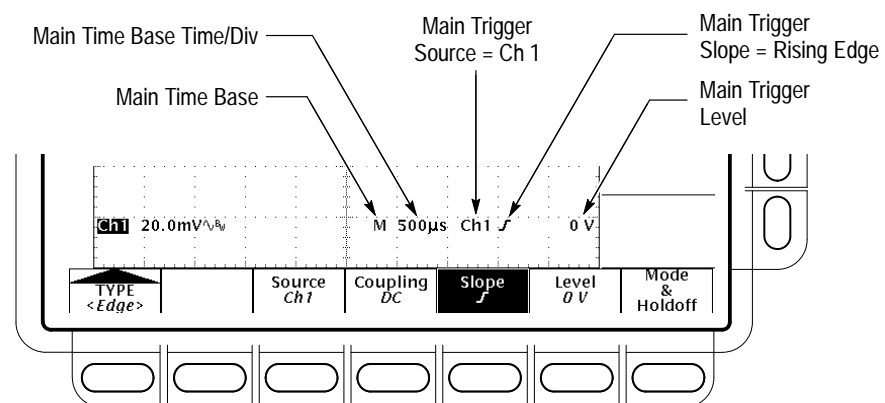 Main Time Base Time/Div
Main Time Base
Main Trigger
Source = Ch 1
Main Trigger
Slope = Rising Edge
Main Trigger
Level
Ch1 20.0mV∿Bw M 500µs Ch1 ƒ 0 V
TYPE
<Edge>
Source
Ch1
Coupling
DC
Slope
ƒ
Level
0 V
Mode
&
Holdoff